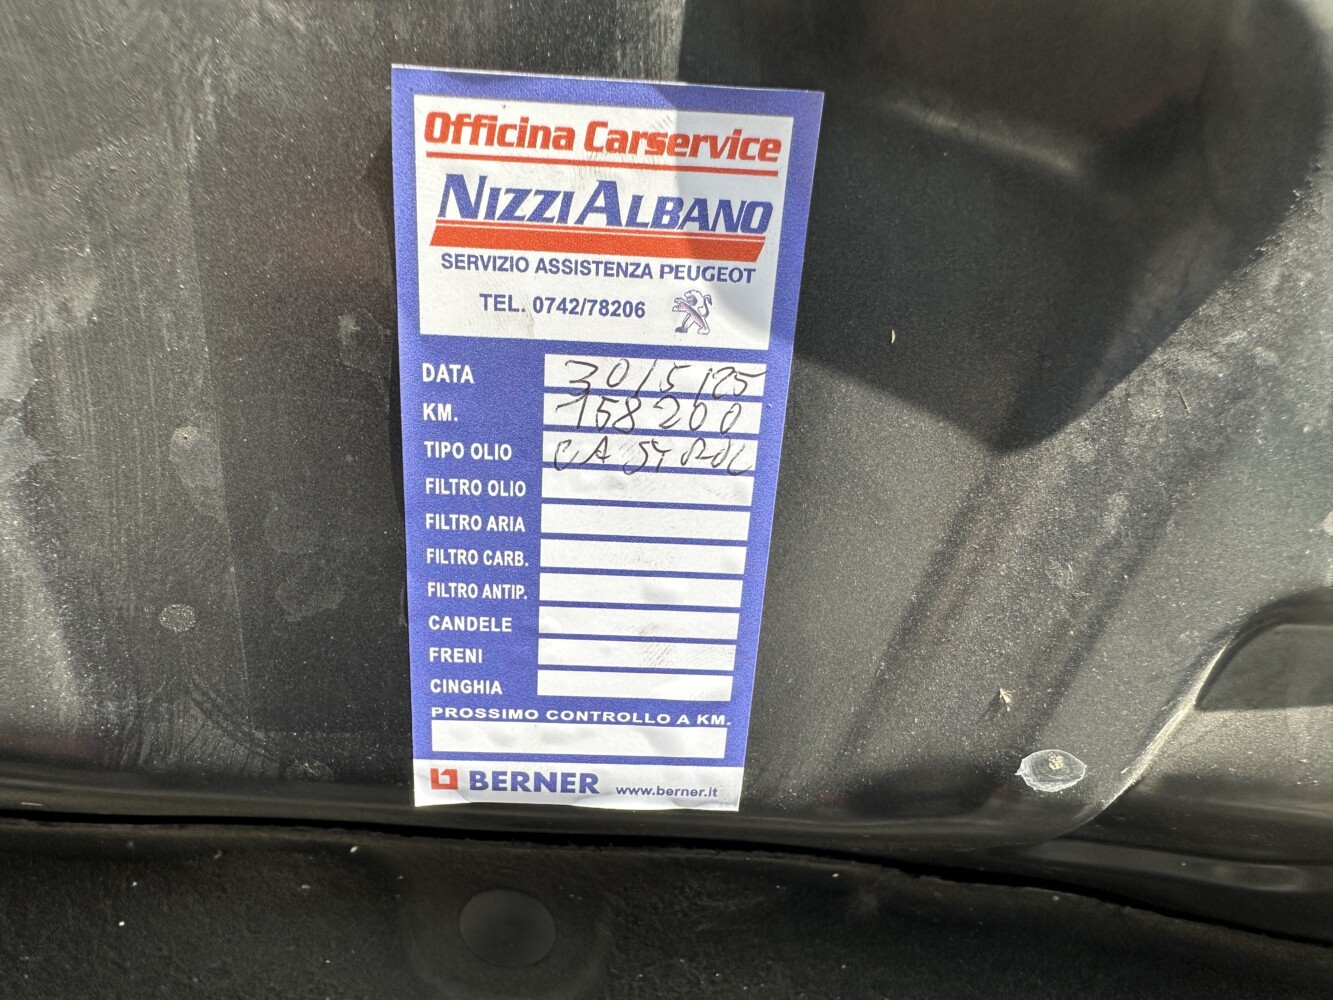 Officina Carservice
NIZZI ALBANO
SERVIZIO ASSISTENZA PEUGEOT
TEL. 0742/78206
DATA 30/5/25
KM. 158200
TIPO OLIO CASTROL
FILTRO OLIO
FILTRO ARIA
FILTRO CARB.
FILTRO ANTIP.
CANDELE
FRENI
CINGHIA
PROSSIMO CONTROLLO A KM.
BERNER www.berner.it